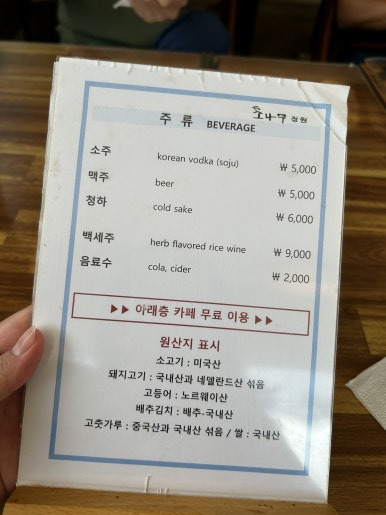 소나무 정원
주 류 BEVERAGE
소주 korean vodka (soju) ₩ 5,000
맥주 beer ₩ 5,000
청하 cold sake ₩ 6,000
백세주 herb flavored rice wine ₩ 9,000
음료수 cola, cider ₩ 2,000
▶▶ 아래층 카페 무료 이용 ▶▶
원산지 표시
소고기 : 미국산
돼지고기 : 국내산과 네델란드산 섞음
고등어 : 노르웨이산
배추김치 : 배추-국내산
고춧가루 : 중국산과 국내산 섞음 / 쌀 : 국내산